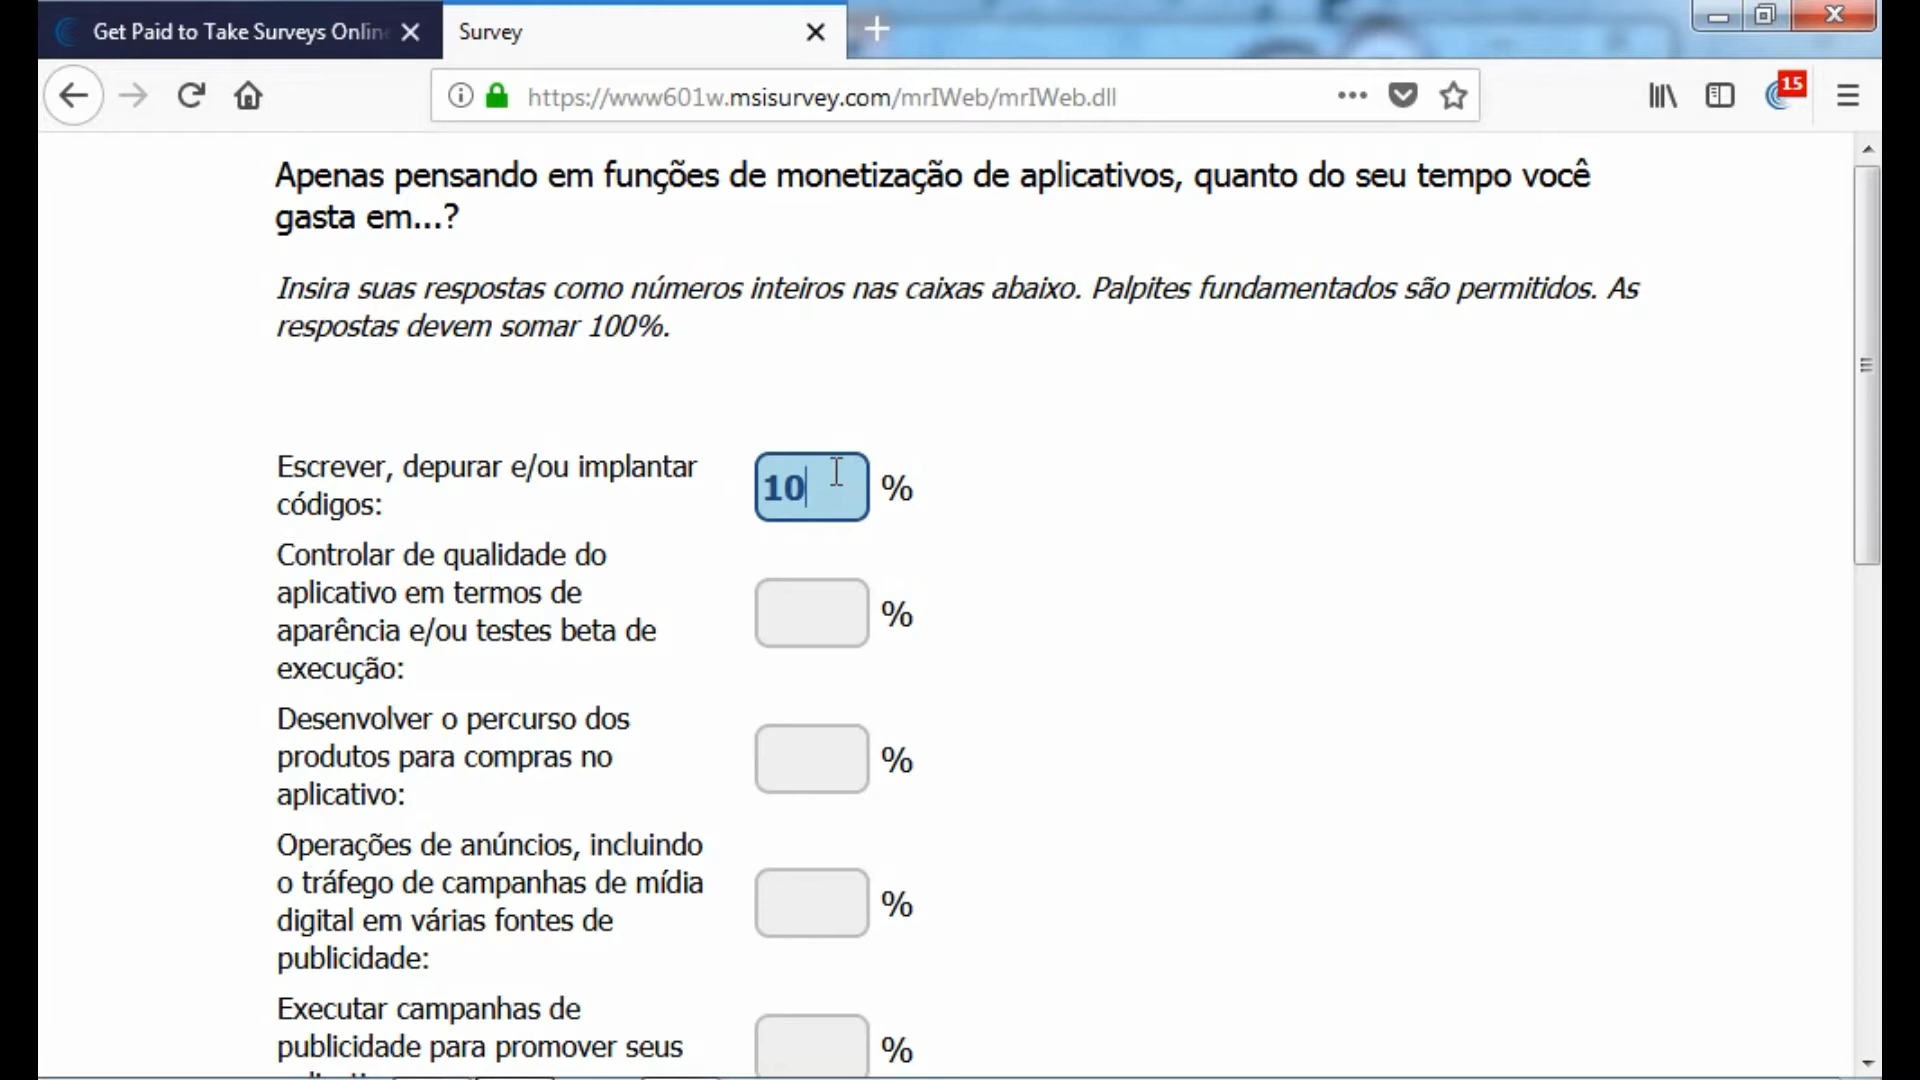 Get Paid to Take Surveys Onlin
Survey
https://www601w.msisurvey.com/mrIWeb/mrIWeb.dll
15
Apenas pensando em funções de monetização de aplicativos, quanto do seu tempo você
gasta em...?
Insira suas respostas como números inteiros nas caixas abaixo. Palpites fundamentados são permitidos. As
respostas devem somar 100%.
Escrever, depurar e/ou implantar
códigos:
10 %
Controlar de qualidade do
aplicativo em termos de
aparência e/ou testes beta de
execução:
%
Desenvolver o percurso dos
produtos para compras no
aplicativo:
%
Operações de anúncios, incluindo
o tráfego de campanhas de mídia
digital em várias fontes de
publicidade:
%
Executar campanhas de
publicidade para promover seus
%